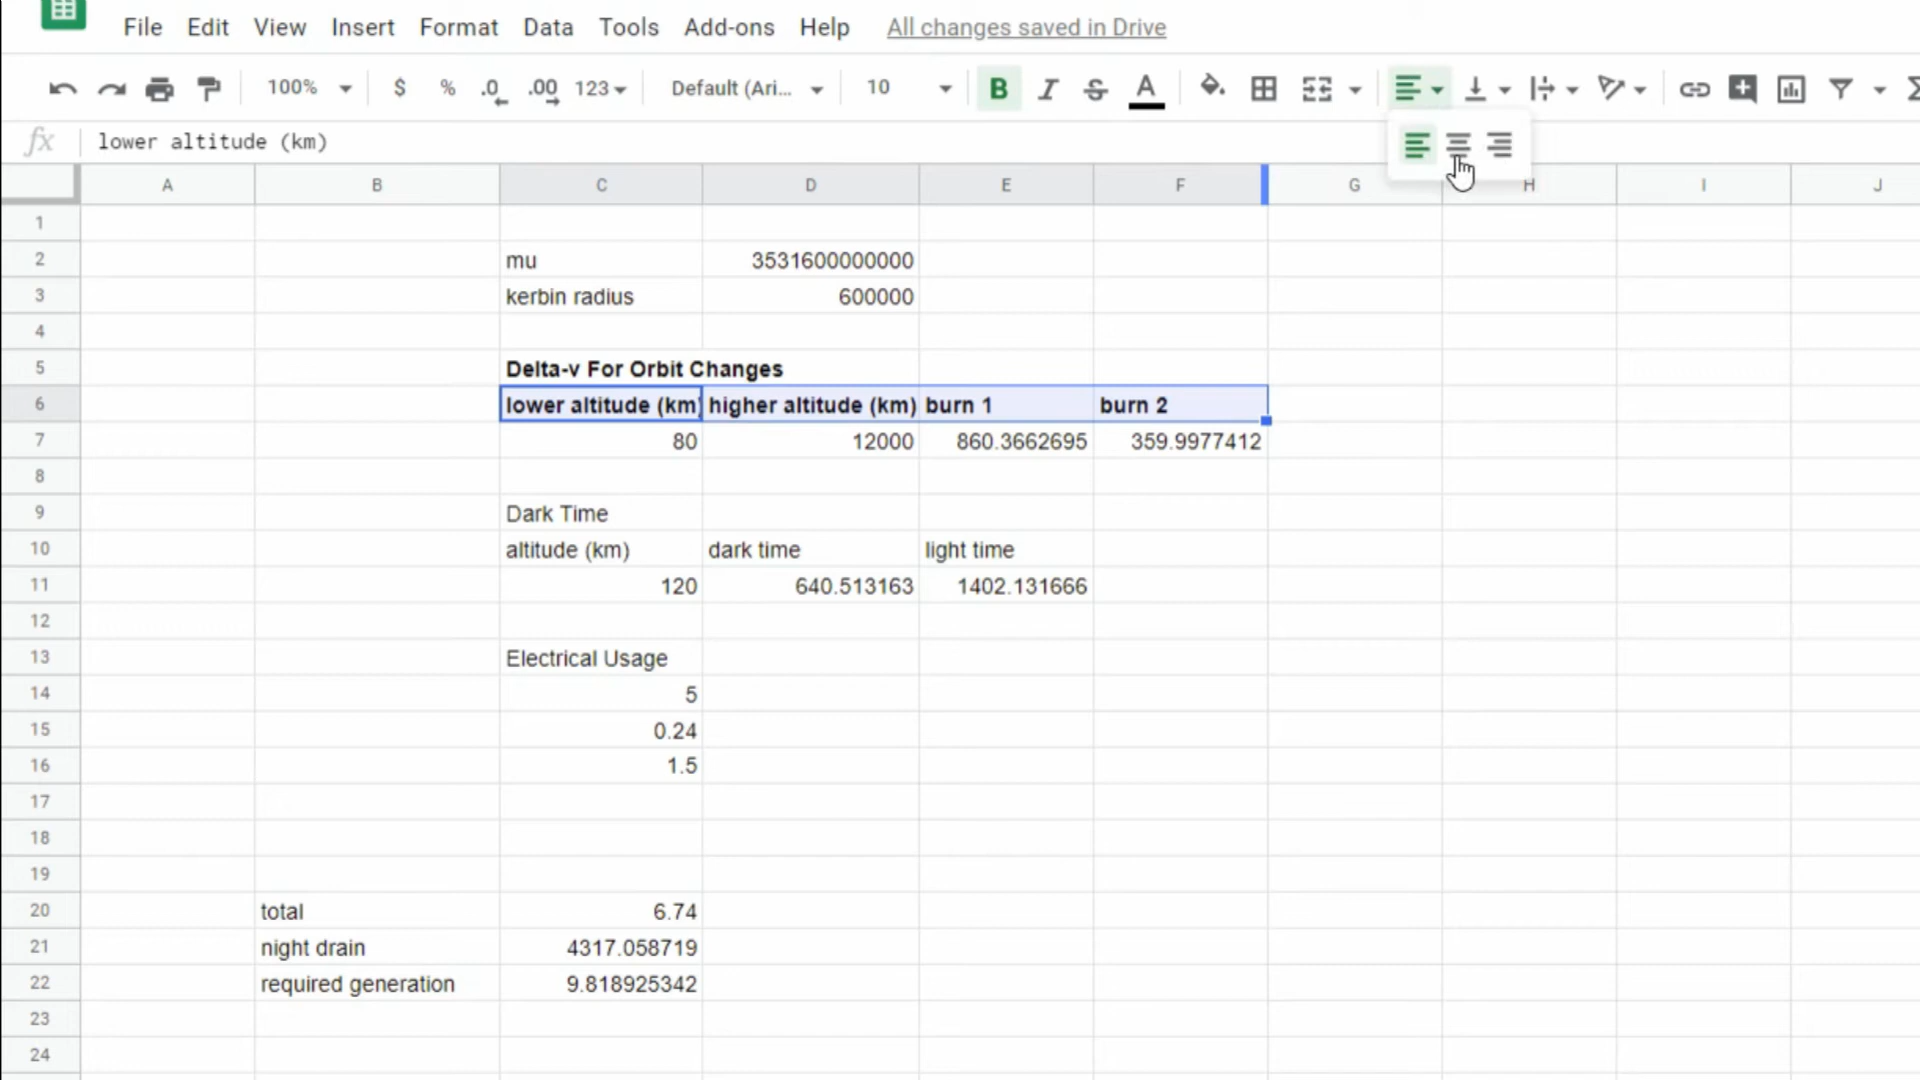 File Edit View Insert Format Data Tools Add-ons Help All changes saved in Drive
100% $ % .0 .00 123 Default (Ari... 10 B I S A Σ
fx lower altitude (km)
A B C D E F G H I J
1
2 mu 3531600000000
3 kerbin radius 600000
4
5 Delta-v For Orbit Changes
6 lower altitude (km) higher altitude (km) burn 1 burn 2
7 80 12000 860.3662695 359.9977412
8
9 Dark Time
10 altitude (km) dark time light time
11 120 640.513163 1402.131666
12
13 Electrical Usage
14 5
15 0.24
16 1.5
17
18
19
20 total 6.74
21 night drain 4317.058719
22 required generation 9.818925342
23
24